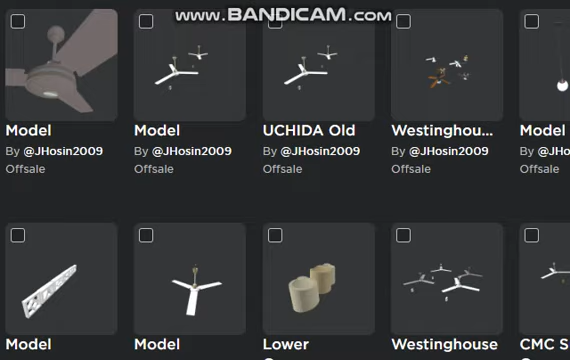 www.BANDICAM.com
Model
Model
UCHIDA Old
Westinghou...
Model
By @JHosin2009
By @JHosin2009
By @JHosin2009
By @JHosin2009
By @JHo
Offsale
Offsale
Offsale
Offsale
Offsale
Model
Model
Lower
Westinghouse
CMC S